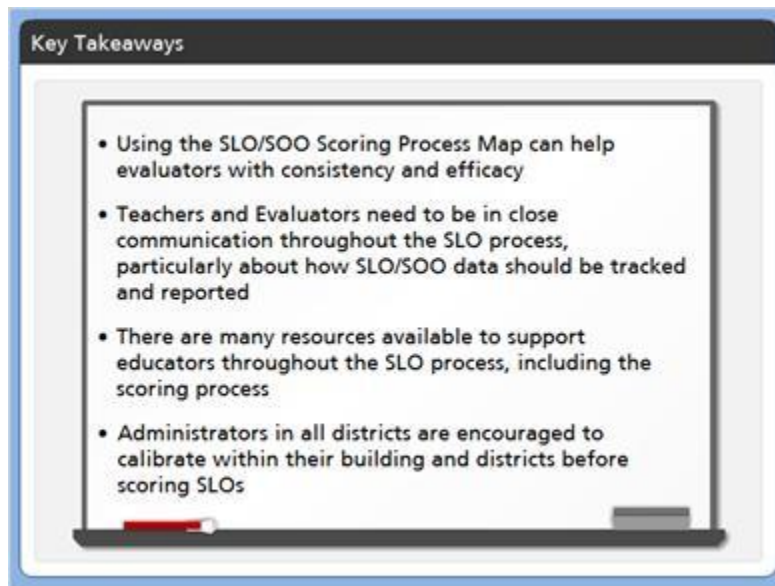 Key Takeaways
• Using the SLO/SOO Scoring Process Map can help
evaluators with consistency and efficacy
• Teachers and Evaluators need to be in close
communication throughout the SLO process,
particularly about how SLO/SOO data should be tracked
and reported
• There are many resources available to support
educators throughout the SLO process, including the
scoring process
• Administrators in all districts are encouraged to
calibrate within their building and districts before
scoring SLOs